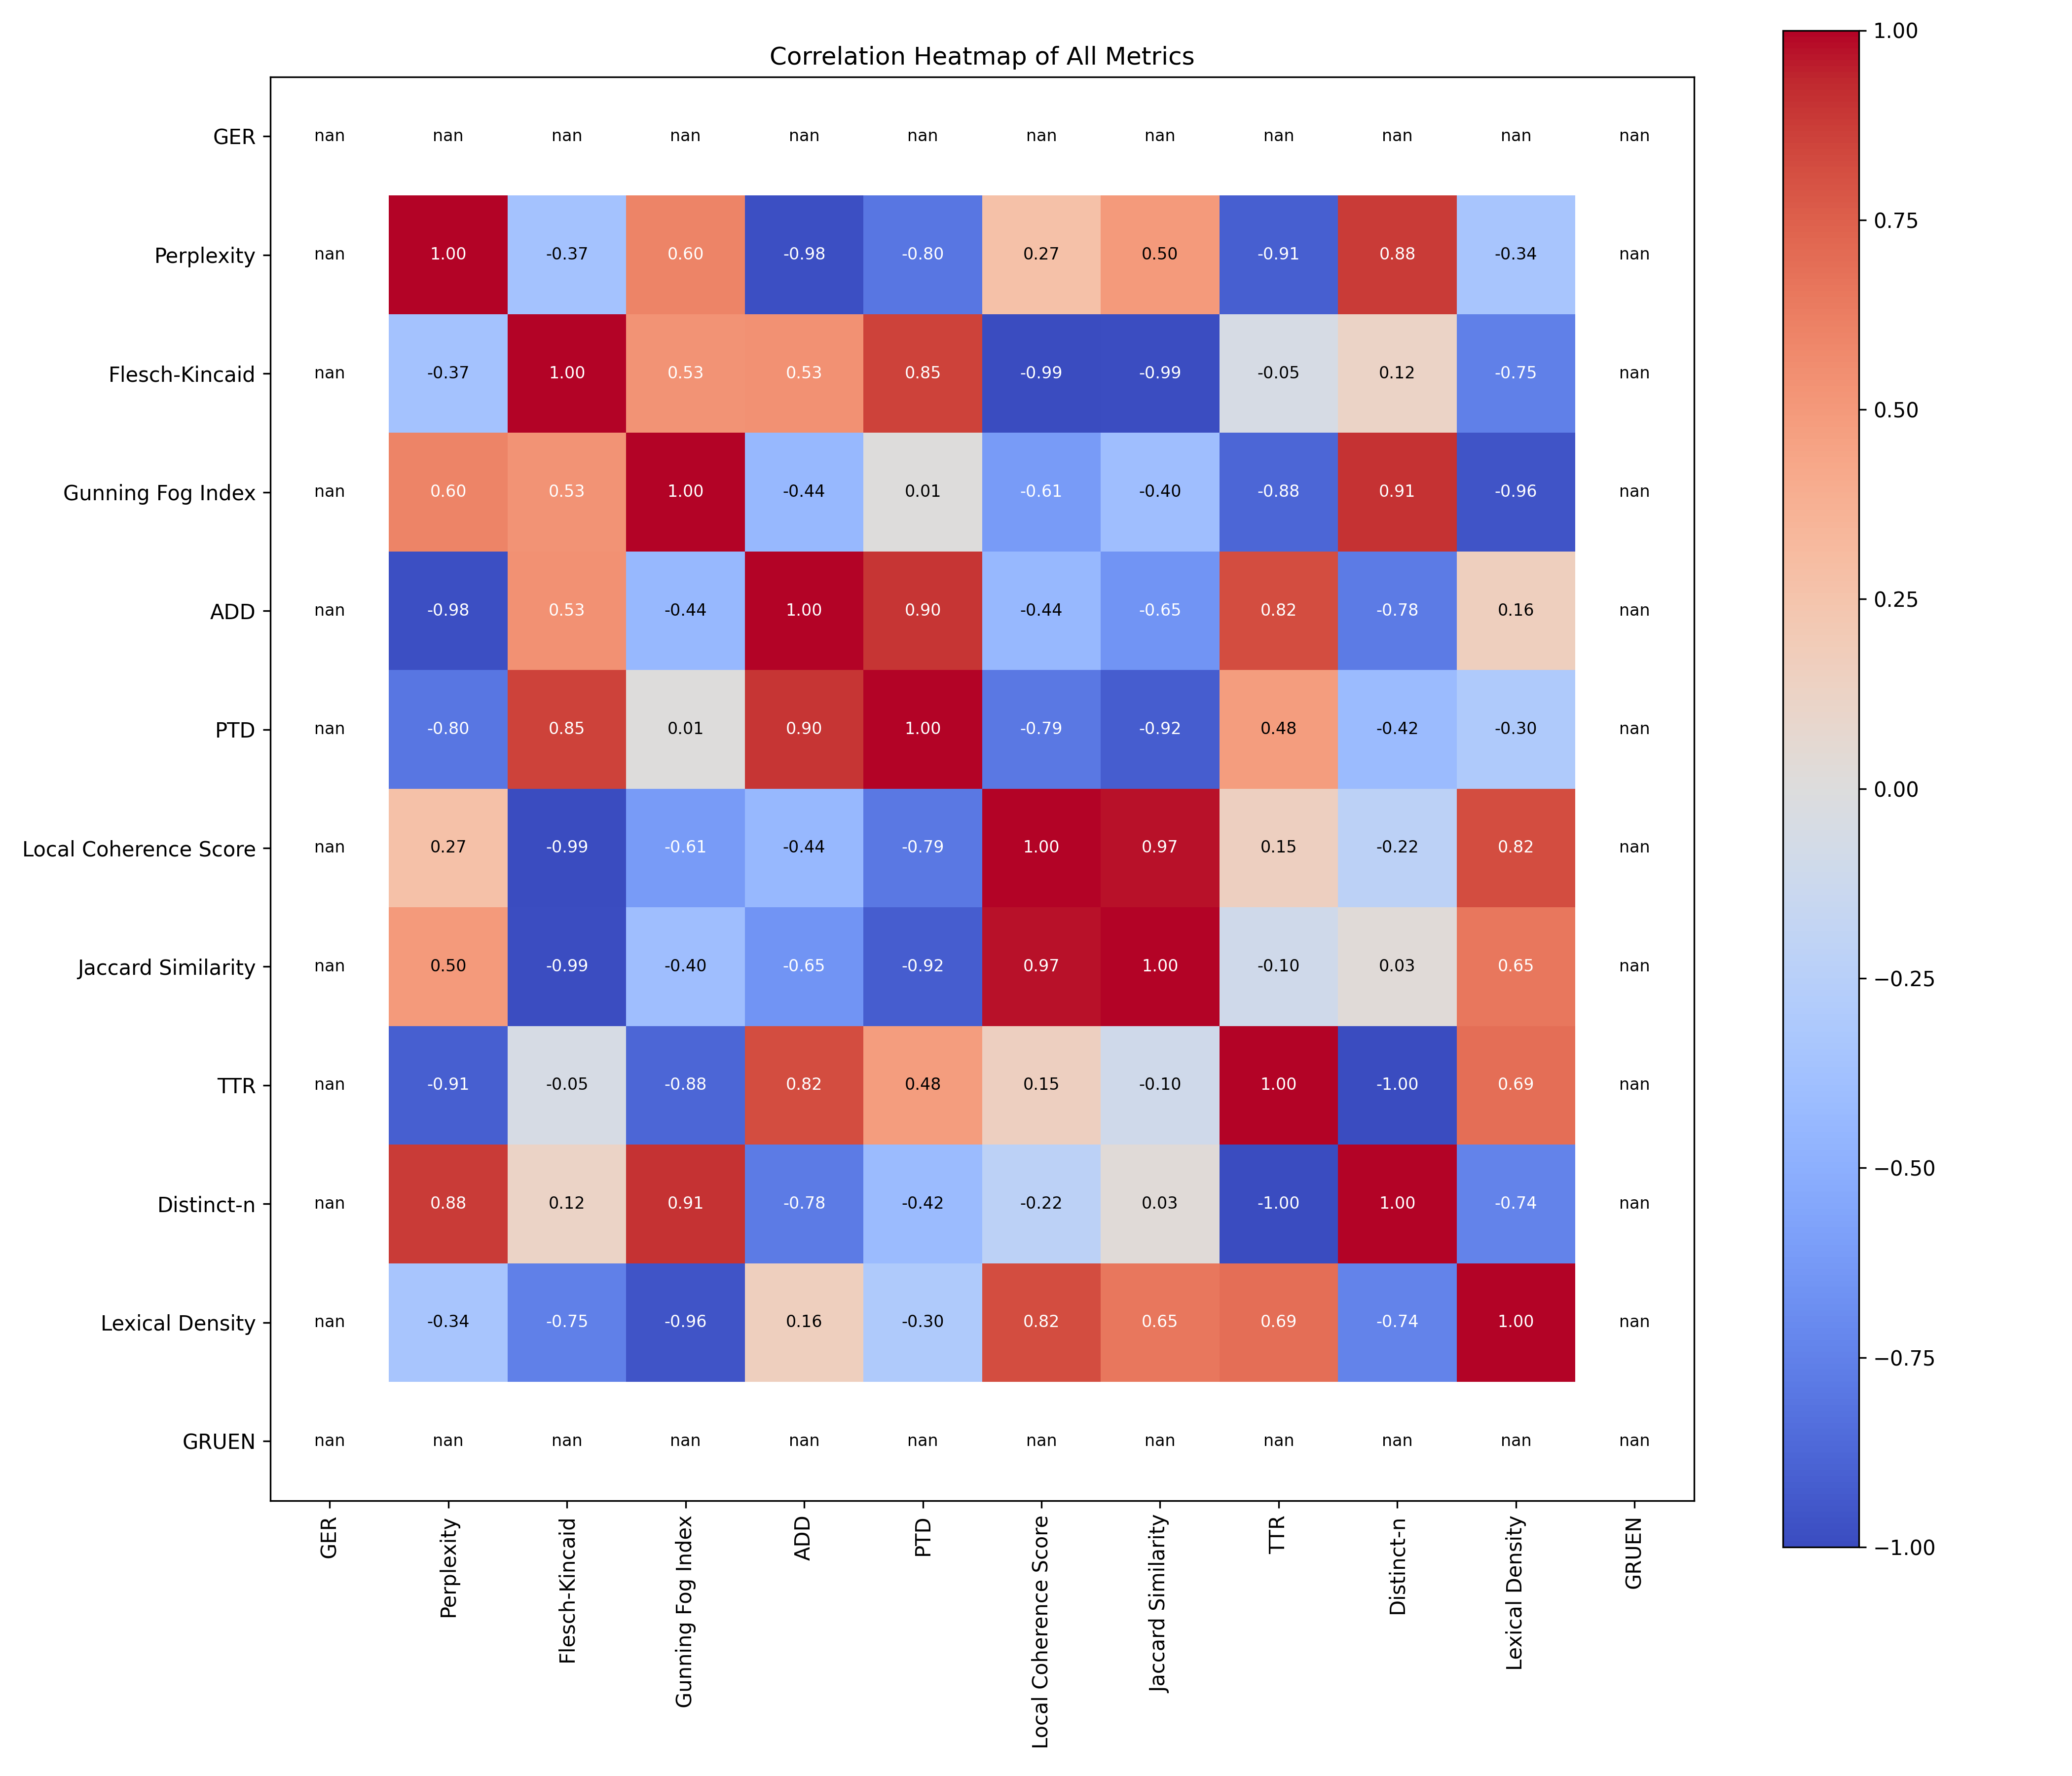 Correlation Heatmap of All Metrics
GER nan nan nan nan nan nan nan nan nan nan nan nan
Perplexity nan 1.00 -0.37 0.60 -0.98 -0.80 0.27 0.50 -0.91 0.88 -0.34 nan
Flesch-Kincaid nan -0.37 1.00 0.53 0.53 0.85 -0.99 -0.99 -0.05 0.12 -0.75 nan
Gunning Fog Index nan 0.60 0.53 1.00 -0.44 0.01 -0.61 -0.40 -0.88 0.91 -0.96 nan
ADD nan -0.98 0.53 -0.44 1.00 0.90 -0.44 -0.65 0.82 -0.78 0.16 nan
PTD nan -0.80 0.85 0.01 0.90 1.00 -0.79 -0.92 0.48 -0.42 -0.30 nan
Local Coherence Score nan 0.27 -0.99 -0.61 -0.44 -0.79 1.00 0.97 0.15 -0.22 0.82 nan
Jaccard Similarity nan 0.50 -0.99 -0.40 -0.65 -0.92 0.97 1.00 -0.10 0.03 0.65 nan
TTR nan -0.91 -0.05 -0.88 0.82 0.48 0.15 -0.10 1.00 -1.00 0.69 nan
Distinct-n nan 0.88 0.12 0.91 -0.78 -0.42 -0.22 0.03 -1.00 1.00 -0.74 nan
Lexical Density nan -0.34 -0.75 -0.96 0.16 -0.30 0.82 0.65 0.69 -0.74 1.00 nan
GRUEN nan nan nan nan nan nan nan nan nan nan nan nan
GER
Perplexity
Flesch-Kincaid
Gunning Fog Index
ADD
PTD
Local Coherence Score
Jaccard Similarity
TTR
Distinct-n
Lexical Density
GRUEN
1.00
0.75
0.50
0.25
0.00
−0.25
−0.50
−0.75
−1.00